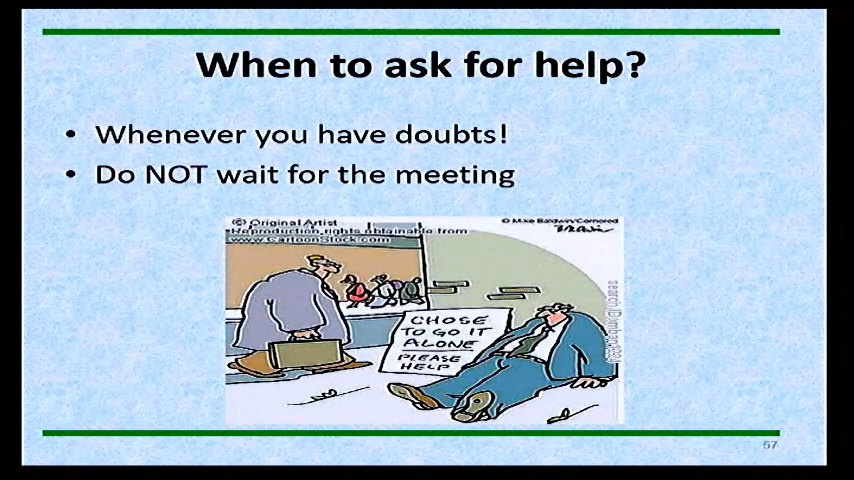 When to ask for help?
• Whenever you have doubts!
• Do NOT wait for the meeting
© Original Artist
Reproduction rights obtainable from
www.CartoonStock.com
© Mike Baldwin/Cornered
CHOSE
TO GO IT
ALONE
PLEASE
HELP
57